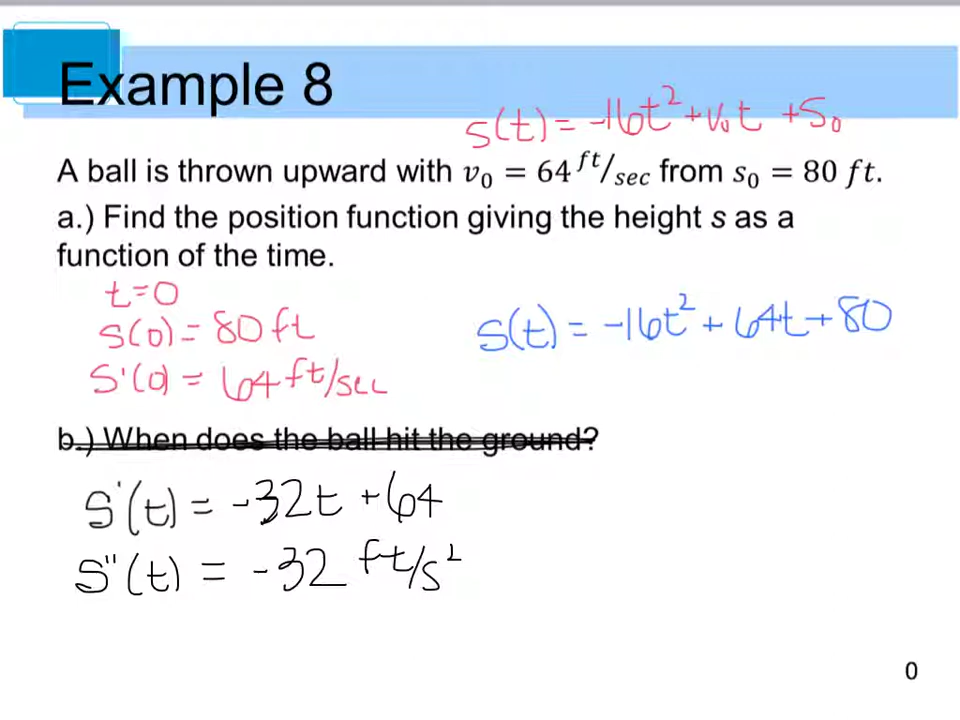 Example 8
s(t) = -16t² + v₀t + s₀
A ball is thrown upward with v₀ = 64 ft/sec from s₀ = 80 ft.
a.) Find the position function giving the height s as a
function of the time.
t=0
s(0) = 80 ft
s'(0) = 64 ft/sec
s(t) = -16t² + 64t + 80
b.) When does the ball hit the ground?
s'(t) = -32t + 64
s''(t) = -32 ft/s²
0